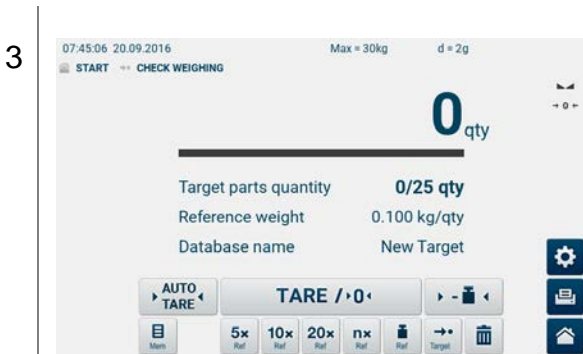 3
07:45:06 20.09.2016 Max = 30kg d = 2g
START CHECK WEIGHING
0 qty
→ 0 ←
Target parts quantity 0/25 qty
Reference weight 0.100 kg/qty
Database name New Target
AUTO TARE TARE / 0 -
Mem 5x Ref 10x Ref 20x Ref nx Ref Ref Target